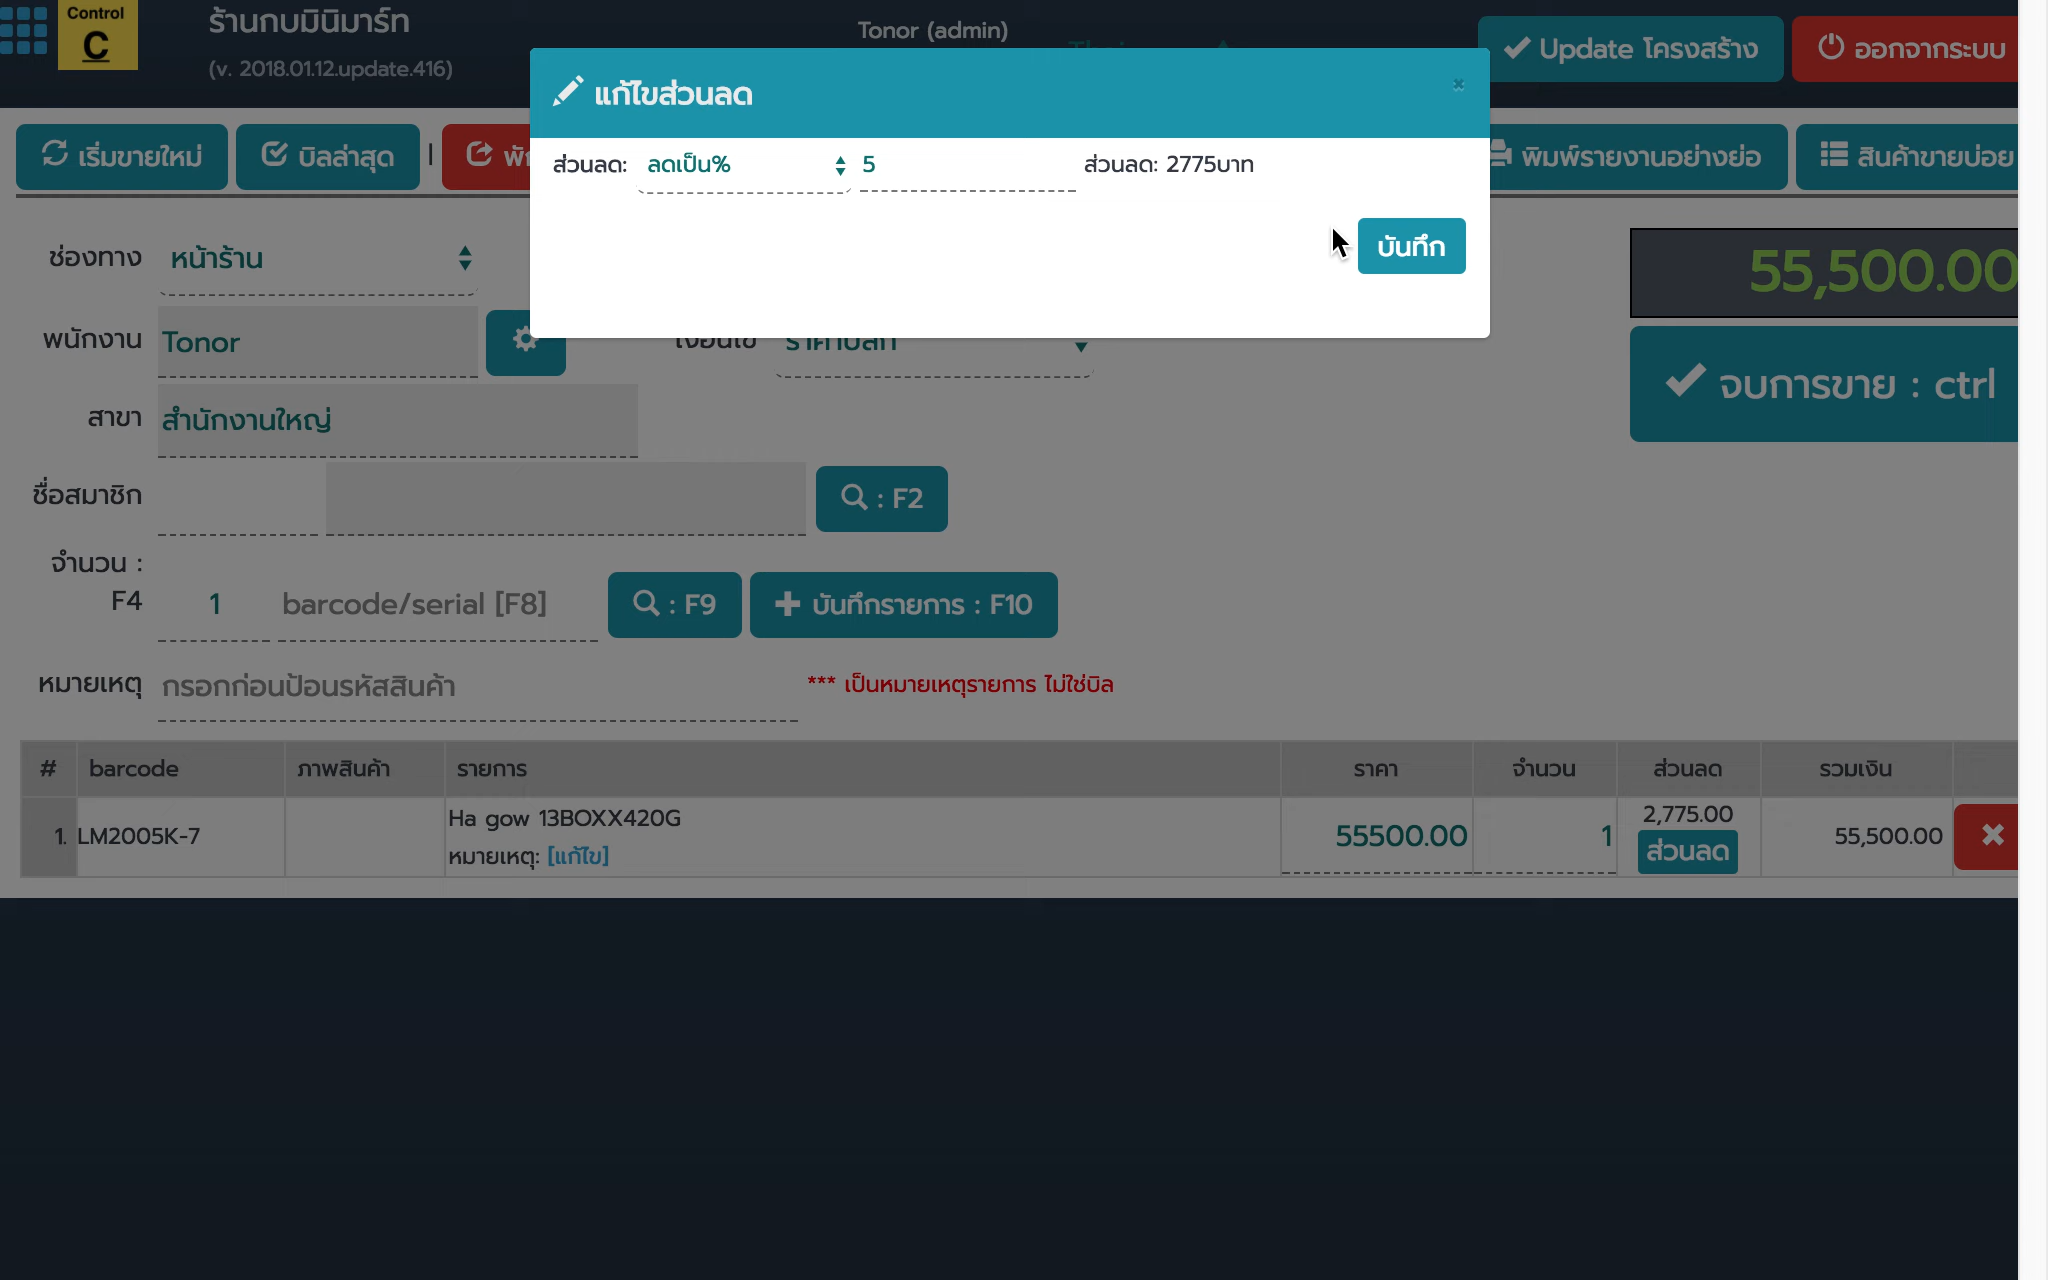 Control
C
ร้านกบมินิมาร์ท
(v. 2018.01.12.update.416)
Tonor (admin)
Update โครงสร้าง
ออกจากระบบ
แก้ไขส่วนลด
×
ส่วนลด: ลดเป็น% 5 ส่วนลด: 2775บาท
บันทึก
เริ่มขายใหม่
บิลล่าสุด
|
พิมพ์รายงานอย่างย่อ
สินค้าขายบ่อย
ช่องทาง หน้าร้าน
55,500.00
พนักงาน Tonor
จบการขาย : ctrl
สาขา สำนักงานใหญ่
ชื่อสมาชิก
: F2
จำนวน :
F4 1 barcode/serial [F8] : F9 บันทึกรายการ : F10
หมายเหตุ กรอกก่อนป้อนรหัสสินค้า *** เป็นหมายเหตุรายการ ไม่ใช่บิล
# barcode ภาพสินค้า รายการ ราคา จำนวน ส่วนลด รวมเงิน
1. LM2005K-7 Ha gow 13BOXX420G 55500.00 1 2,775.00 55,500.00
หมายเหตุ: [แก้ไข] ส่วนลด